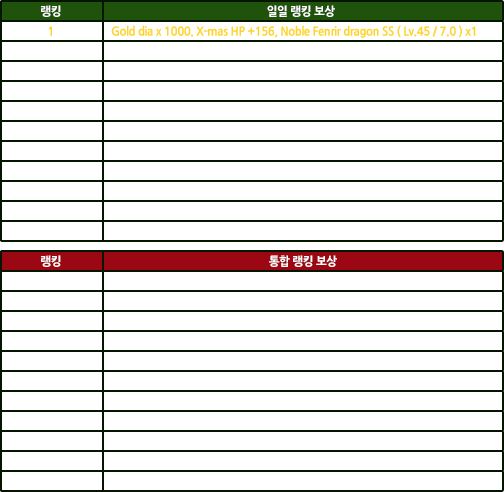 랭킹 일일 랭킹 보상
1 Gold dia x 1000, X-mas HP +156, Noble Fenrir dragon SS ( Lv.45 / 7.0 ) x1
랭킹 통합 랭킹 보상